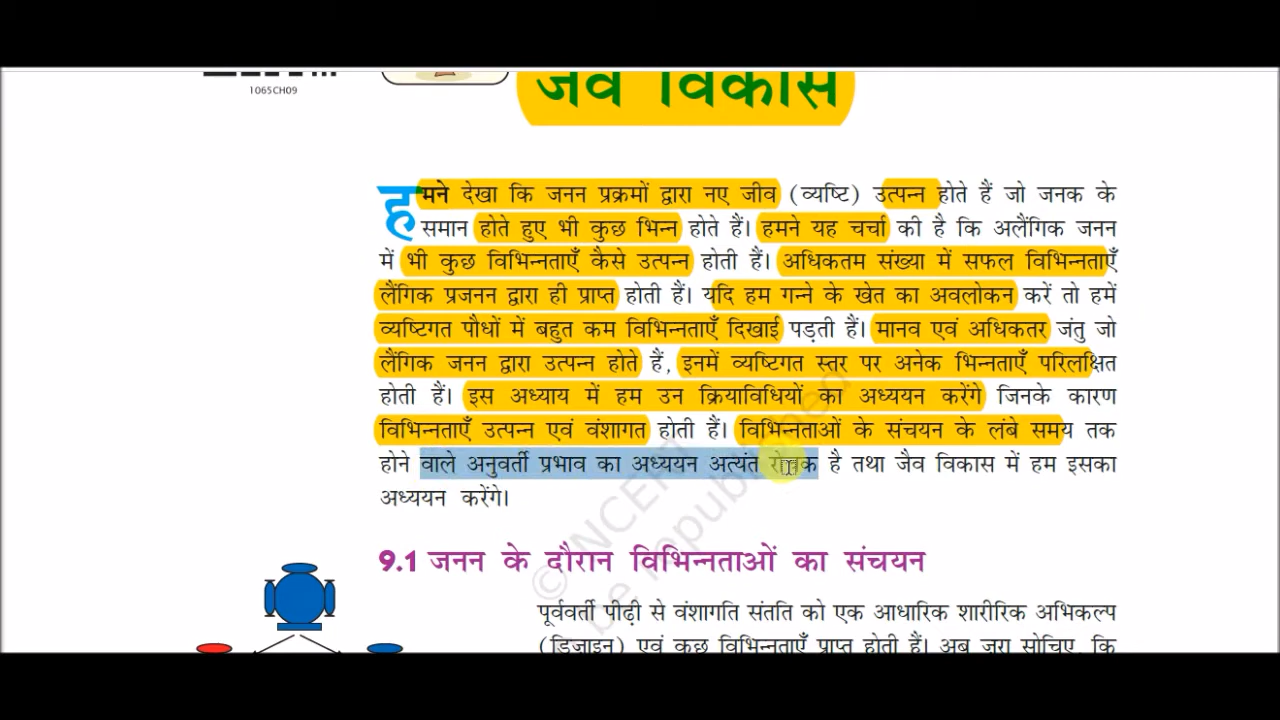 1065CH09
जैव विकास
हमने देखा कि जनन प्रक्रमों द्वारा नए जीव (व्यष्टि) उत्पन्न होते हैं जो जनक के
समान होते हुए भी कुछ भिन्न होते हैं। हमने यह चर्चा की है कि अलैंगिक जनन
में भी कुछ विभिन्नताएँ कैसे उत्पन्न होती हैं। अधिकतम संख्या में सफल विभिन्नताएँ
लैंगिक प्रजनन द्वारा ही प्राप्त होती हैं। यदि हम गन्ने के खेत का अवलोकन करें तो हमें
व्यष्टिगत पौधों में बहुत कम विभिन्नताएँ दिखाई पड़ती हैं। मानव एवं अधिकतर जंतु जो
लैंगिक जनन द्वारा उत्पन्न होते हैं, इनमें व्यष्टिगत स्तर पर अनेक भिन्नताएँ परिलक्षित
होती हैं। इस अध्याय में हम उन क्रियाविधियों का अध्ययन करेंगे जिनके कारण
विभिन्नताएँ उत्पन्न एवं वंशागत होती हैं। विभिन्नताओं के संचयन के लंबे समय तक
होने वाले अनुवर्ती प्रभाव का अध्ययन अत्यंत रोचक है तथा जैव विकास में हम इसका
अध्ययन करेंगे।
9.1 जनन के दौरान विभिन्नताओं का संचयन
पूर्ववर्ती पीढ़ी से वंशागति संतति को एक आधारिक शारीरिक अभिकल्प
(डिज़ाइन) एवं कुछ विभिन्नताएँ प्राप्त होती हैं। अब ज़रा सोचिए कि
© NCERT
be republished